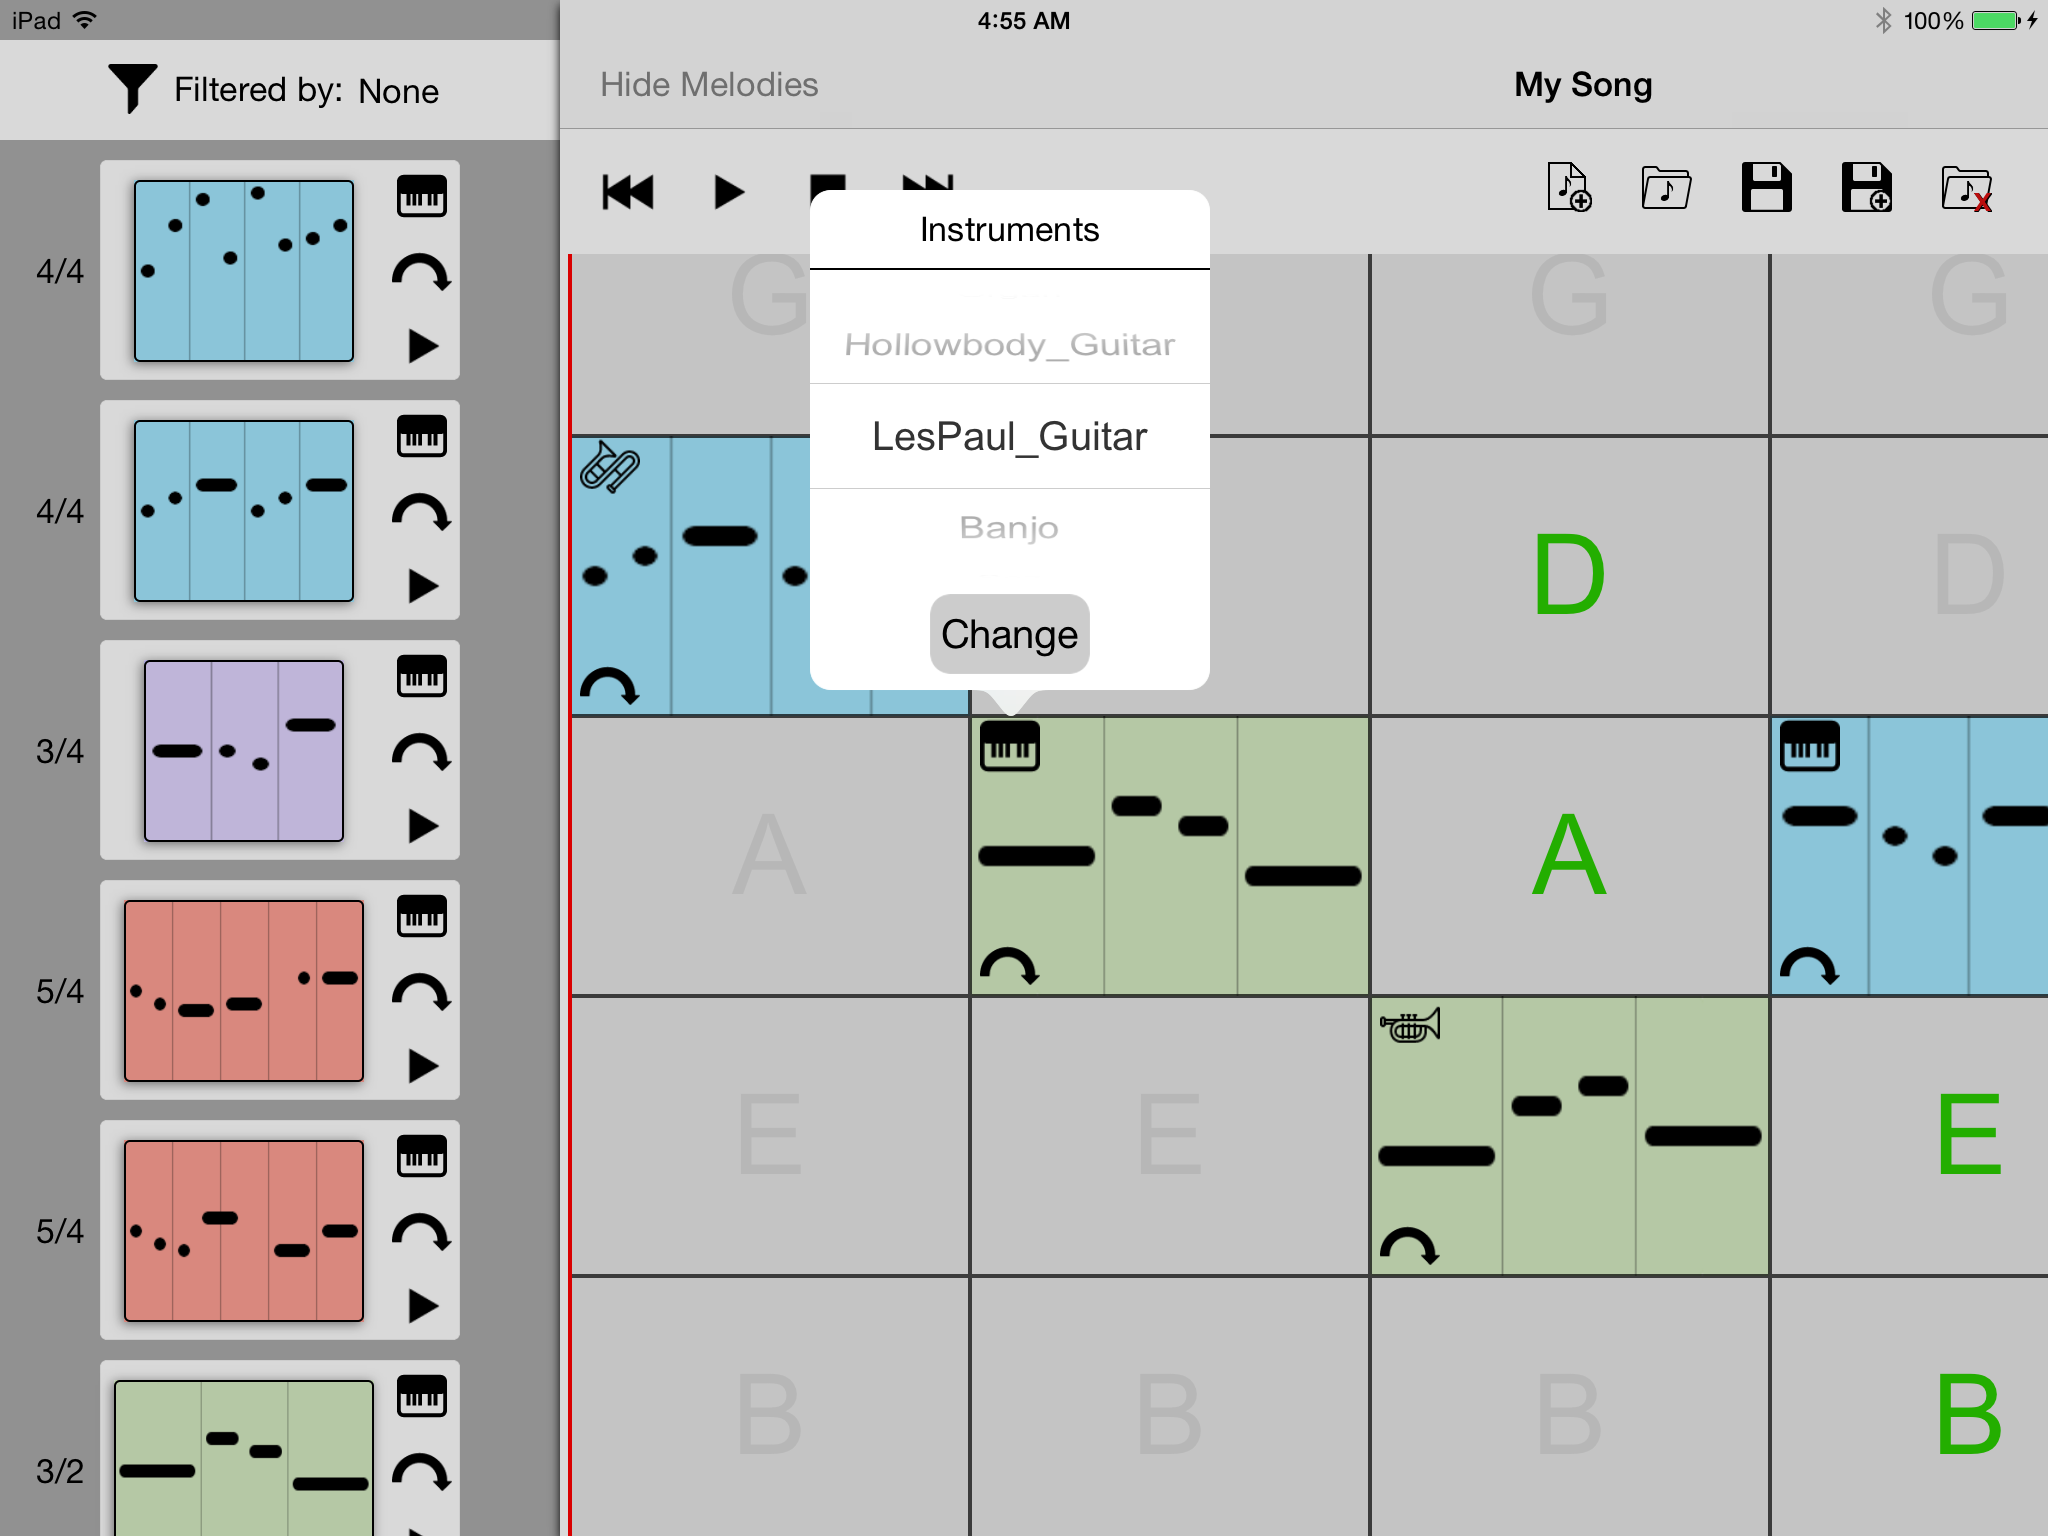 iPad
4:55 AM
100%
Filtered by: None
Hide Melodies
My Song
4/4
4/4
3/4
5/4
5/4
3/2
Instruments
Hollowbody_Guitar
LesPaul_Guitar
Banjo
Change
G G G
D D
A A
E E E
B B B B